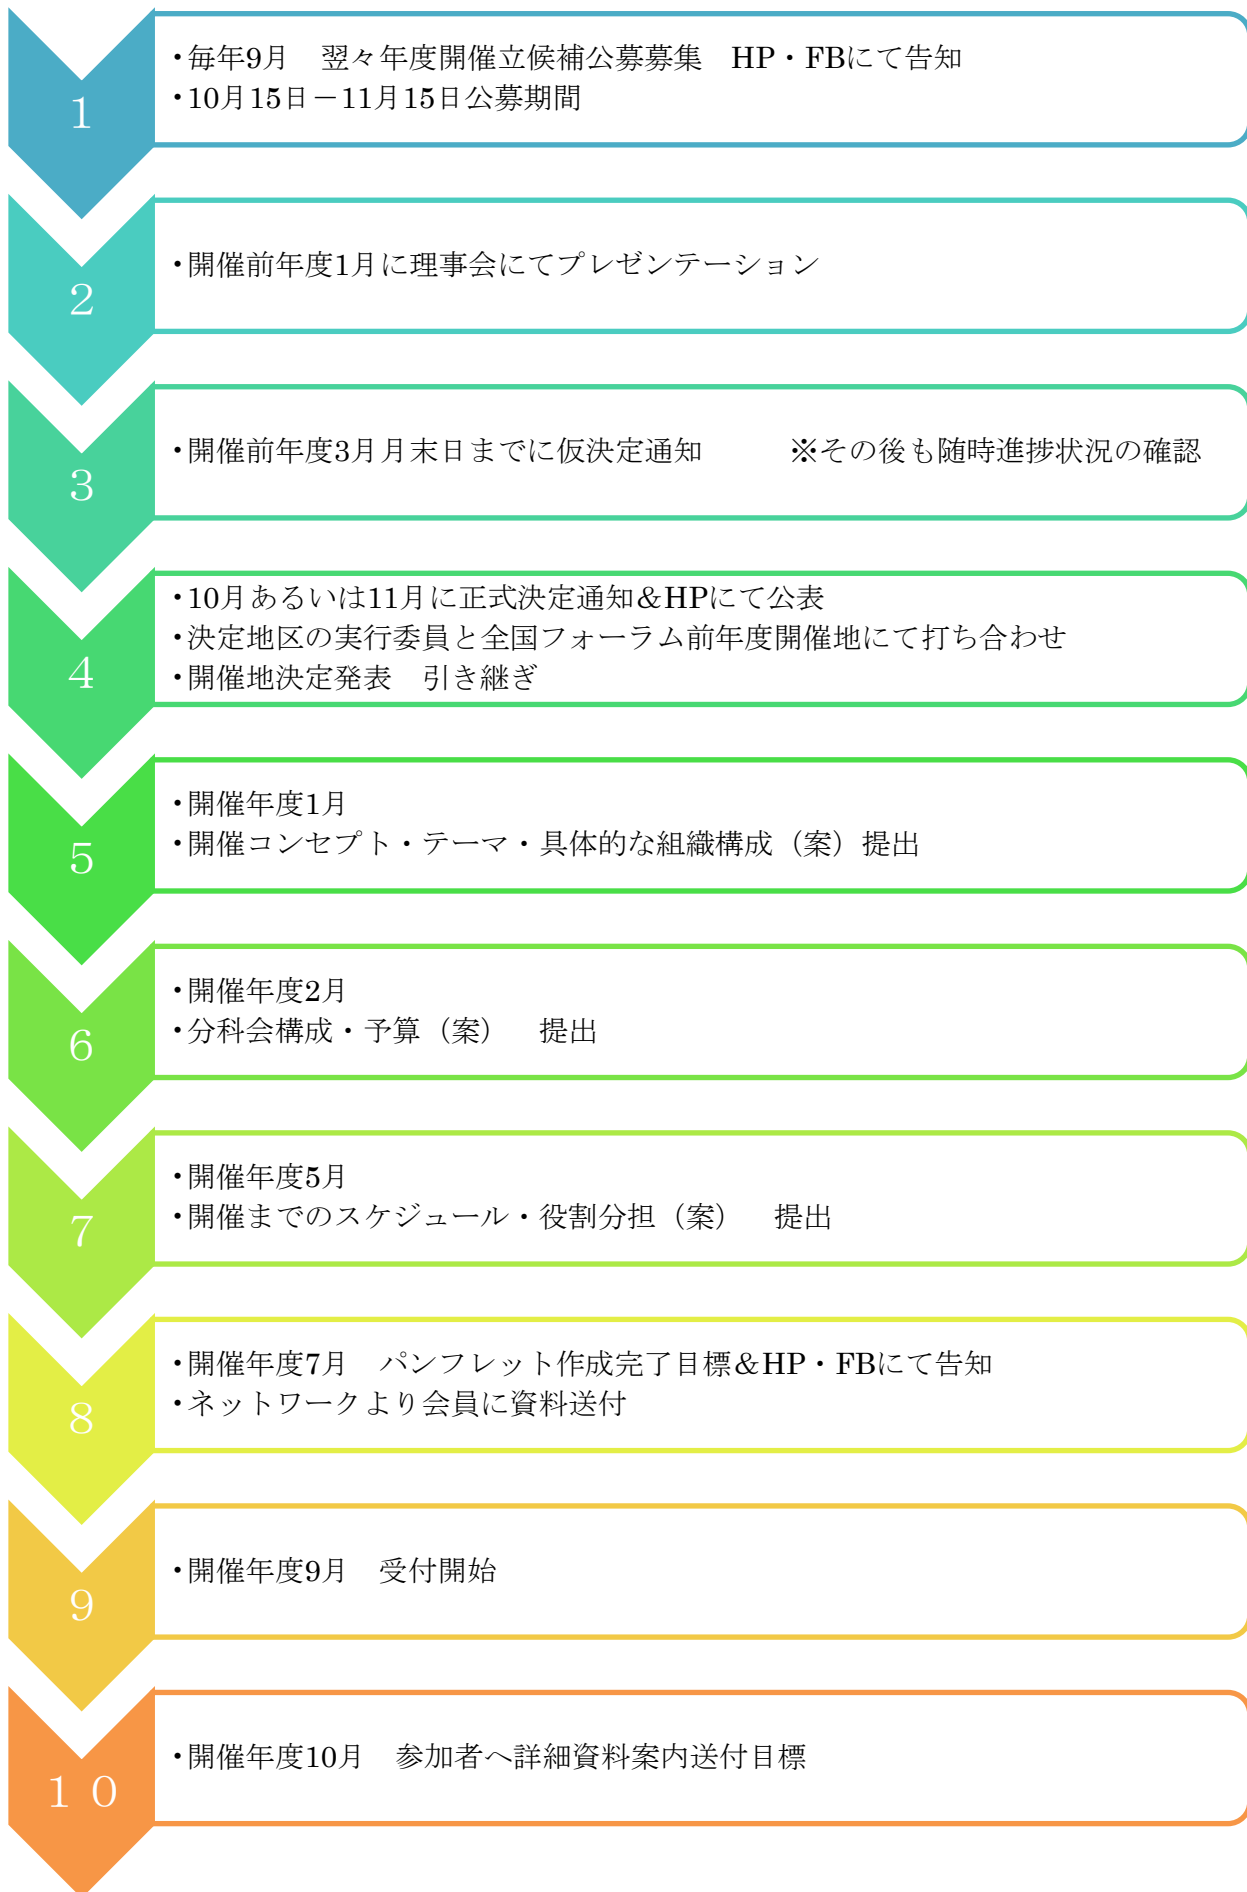 1
・毎年9月　翌々年度開催立候補公募募集　HP・FBにて告知
・10月15日－11月15日公募期間
2
・開催前年度1月に理事会にてプレゼンテーション
3
・開催前年度3月月末日までに仮決定通知　　　※その後も随時進捗状況の確認
4
・10月あるいは11月に正式決定通知＆HPにて公表
・決定地区の実行委員と全国フォーラム前年度開催地にて打ち合わせ
・開催地決定発表　引き継ぎ
5
・開催年度1月
・開催コンセプト・テーマ・具体的な組織構成（案）提出
6
・開催年度2月
・分科会構成・予算（案）　提出
7
・開催年度5月
・開催までのスケジュール・役割分担（案）　提出
8
・開催年度7月　パンフレット作成完了目標＆HP・FBにて告知
・ネットワークより会員に資料送付
9
・開催年度9月　受付開始
１０
・開催年度10月　参加者へ詳細資料案内送付目標